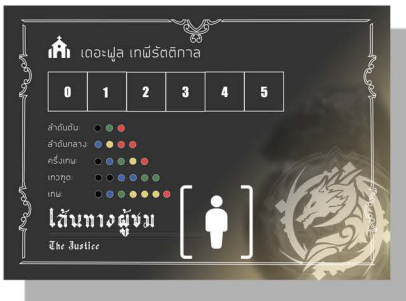 เดอะฟูล เทพีรัตติกาล
0 1 2 3 4 5
ลำดับต้น:
ลำดับกลาง:
ครึ่งเทพ:
เทวทูต:
เทพ:
เส้นทางผู้ชม
The Justice